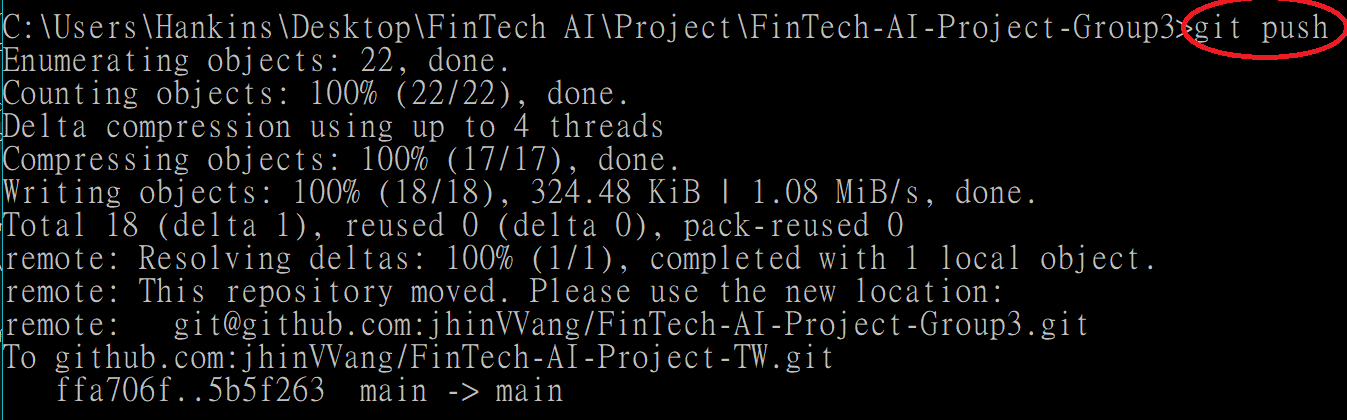 C:\Users\Hankins\Desktop\FinTech AI\Project\FinTech-AI-Project-Group3>git push
Enumerating objects: 22, done.
Counting objects: 100% (22/22), done.
Delta compression using up to 4 threads
Compressing objects: 100% (17/17), done.
Writing objects: 100% (18/18), 324.48 KiB | 1.08 MiB/s, done.
Total 18 (delta 1), reused 0 (delta 0), pack-reused 0
remote: Resolving deltas: 100% (1/1), completed with 1 local object.
remote: This repository moved. Please use the new location:
remote:   git@github.com:jhinVVang/FinTech-AI-Project-Group3.git
To github.com:jhinVVang/FinTech-AI-Project-TW.git
   ffa706f..5b5f263  main -> main